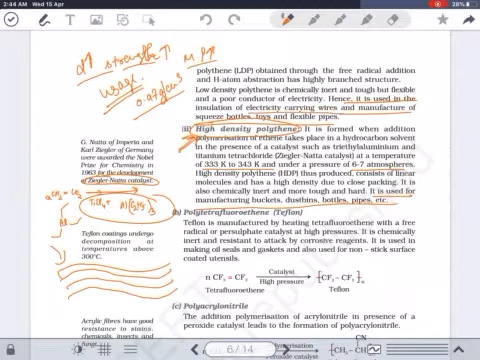 2:44 AM Wed 15 Apr
28.7%
strength↑
M.P↑
usage.
polythene (LDP) obtained through the free radical addition
and H-atom abstraction has highly branched structure.
Low density polythene is chemically inert and tough but flexible
and a poor conductor of electricity. Hence, it is used in the
insulation of electricity carrying wires and manufacture of
squeeze bottles, toys and flexible pipes.
(ii) High density polythene: It is formed when addition
polymerisation of ethene takes place in a hydrocarbon solvent
in the presence of a catalyst such as triethylaluminium and
titanium tetrachloride (Ziegler-Natta catalyst) at a temperature
of 333 K to 343 K and under a pressure of 6-7 atmospheres.
High density polythene (HDP) thus produced, consists of linear
molecules and has a high density due to close packing. It is
also chemically inert and more tough and hard. It is used for
manufacturing buckets, dustbins, bottles, pipes, etc.
G. Natta of Imperia and
Karl Ziegler of Germany
were awarded the Nobel
Prize for Chemistry in
1963 for the development
of Ziegler-Natta catalyst.
(b) Polytetrafluoroethene (Teflon)
Teflon is manufactured by heating tetrafluoroethene with a free
radical or persulphate catalyst at high pressures. It is chemically
inert and resistant to attack by corrosive reagents. It is used in
making oil seals and gaskets and also used for non – stick surface
coated utensils.
Teflon coatings undergo
decomposition at
temperatures above
300°C.
n CF2 = CF2
Catalyst
High pressure
[CF2 – CF2]n
Tetrafluoroethene
Teflon
(c) Polyacrylonitrile
The addition polymerisation of acrylonitrile in presence of a
peroxide catalyst leads to the formation of polyacrylonitrile.
Acrylic fibres have good
resistance to stains,
chemicals, insects and
fungi.
6 / 14
CN
Polymerisation
Peroxide catalyst